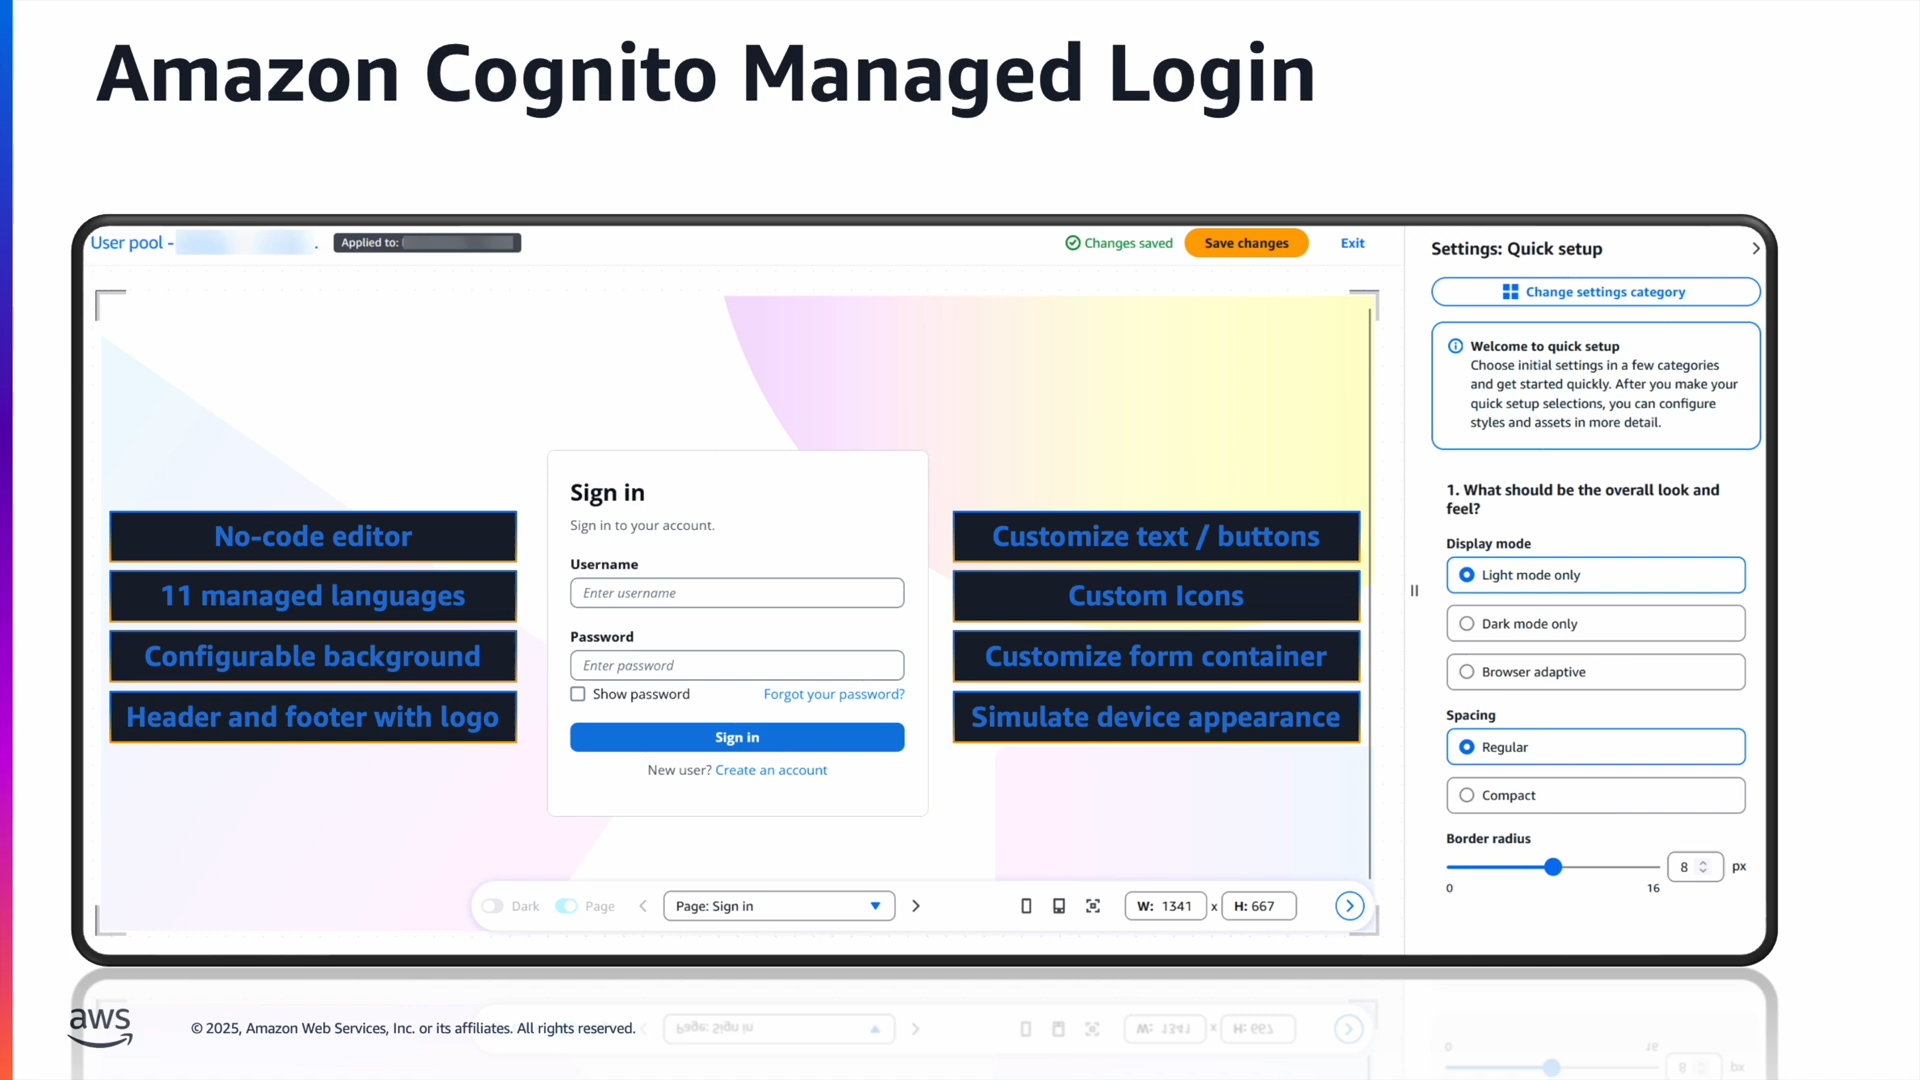 Amazon Cognito Managed Login
User pool -
.
Applied to:
Changes saved
Save changes
Exit
Settings: Quick setup
Change settings category
Welcome to quick setup
Choose initial settings in a few categories
and get started quickly. After you make your
quick setup selections, you can configure
styles and assets in more detail.
1. What should be the overall look and
feel?
Display mode
Light mode only
Dark mode only
Browser adaptive
Spacing
Regular
Compact
Border radius
8
px
0
16
No-code editor
11 managed languages
Configurable background
Header and footer with logo
Sign in
Sign in to your account.
Username
Enter username
Password
Enter password
Show password
Forgot your password?
Sign in
New user? Create an account
Customize text / buttons
Custom Icons
Customize form container
Simulate device appearance
Dark
Page
Page: Sign in
W: 1341
x
H: 667
aws
© 2025, Amazon Web Services, Inc. or its affiliates. All rights reserved.